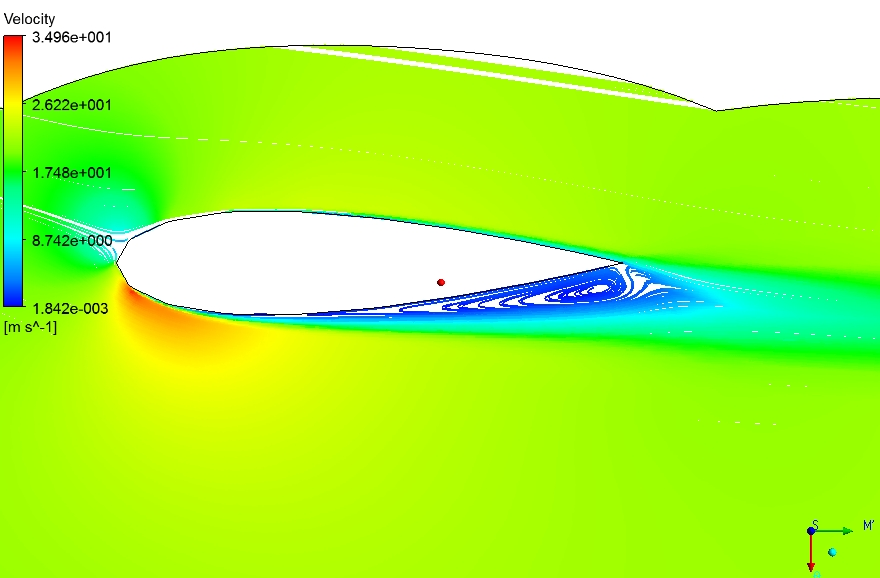 Velocity
3.496e+001
2.622e+001
1.748e+001
8.742e+000
1.842e-003
[m s^-1]
S
M'